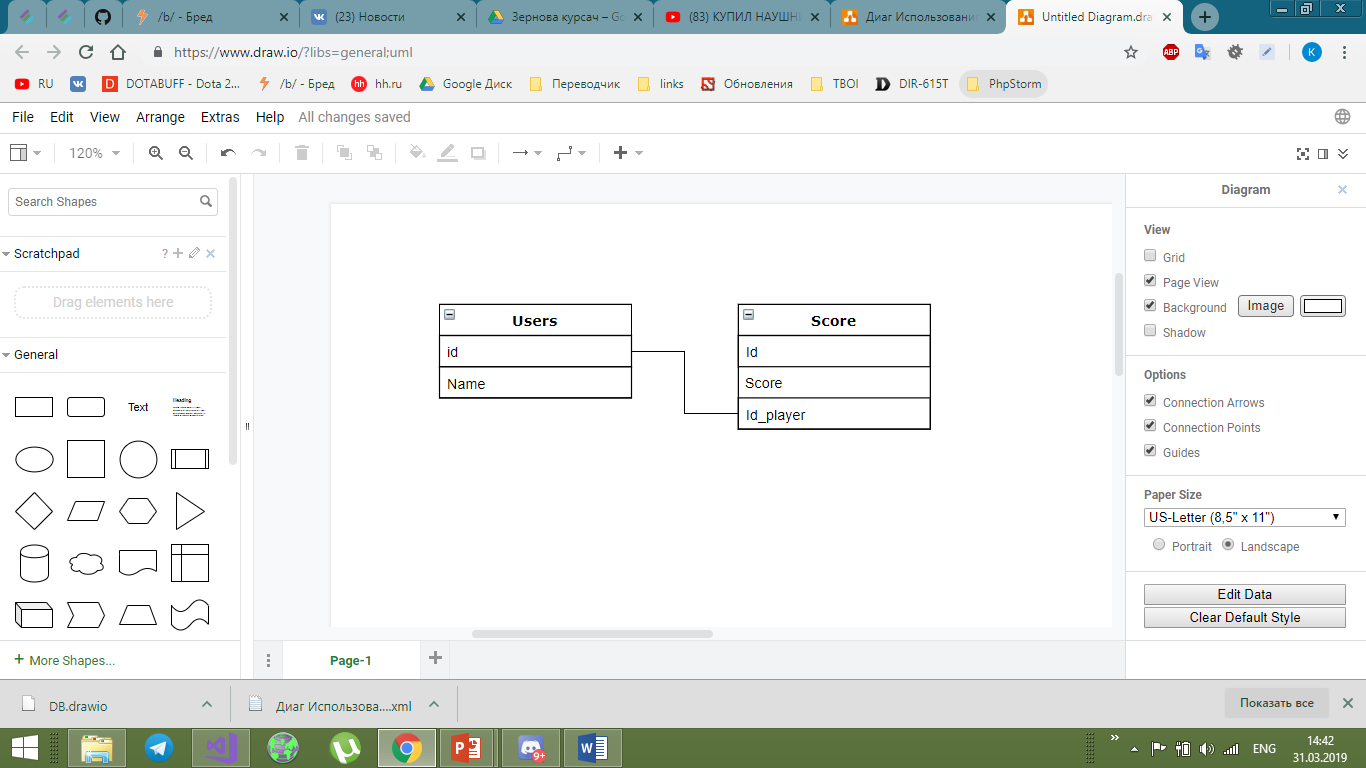 /b/ - Бред
(23) Новости
Зернова курсач – Go
(83) КУПИЛ НАУШН
Диаг Использовани
Untitled Diagram.dra
https://www.draw.io/?libs=general;uml
ABP
K
RU
DOTABUFF - Dota 2...
/b/ - Бред
hh
hh.ru
Google Диск
Переводчик
links
Обновления
ТВОІ
DIR-615T
PhpStorm
File Edit View Arrange Extras Help All changes saved
120%
Search Shapes
Scratchpad
?
Drag elements here
General
Text
Heading
More Shapes...
Users
id
Name
Score
Id
Score
Id_player
Page-1
Diagram
View
Grid
Page View
Background
Image
Shadow
Options
Connection Arrows
Connection Points
Guides
Paper Size
US-Letter (8,5" x 11")
Portrait
Landscape
Edit Data
Clear Default Style
DB.drawio
Диаг Использова....xml
Показать все
9+
ENG
14:42
31.03.2019